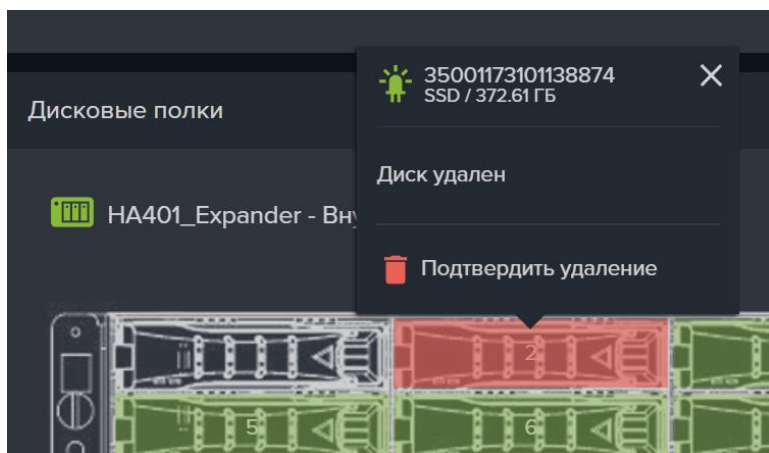 35001173101138874
SSD / 372.61 ГБ
Дисковые полки
Диск удален
HA401_Expander - Вну
Подтвердить удаление
2
5
6